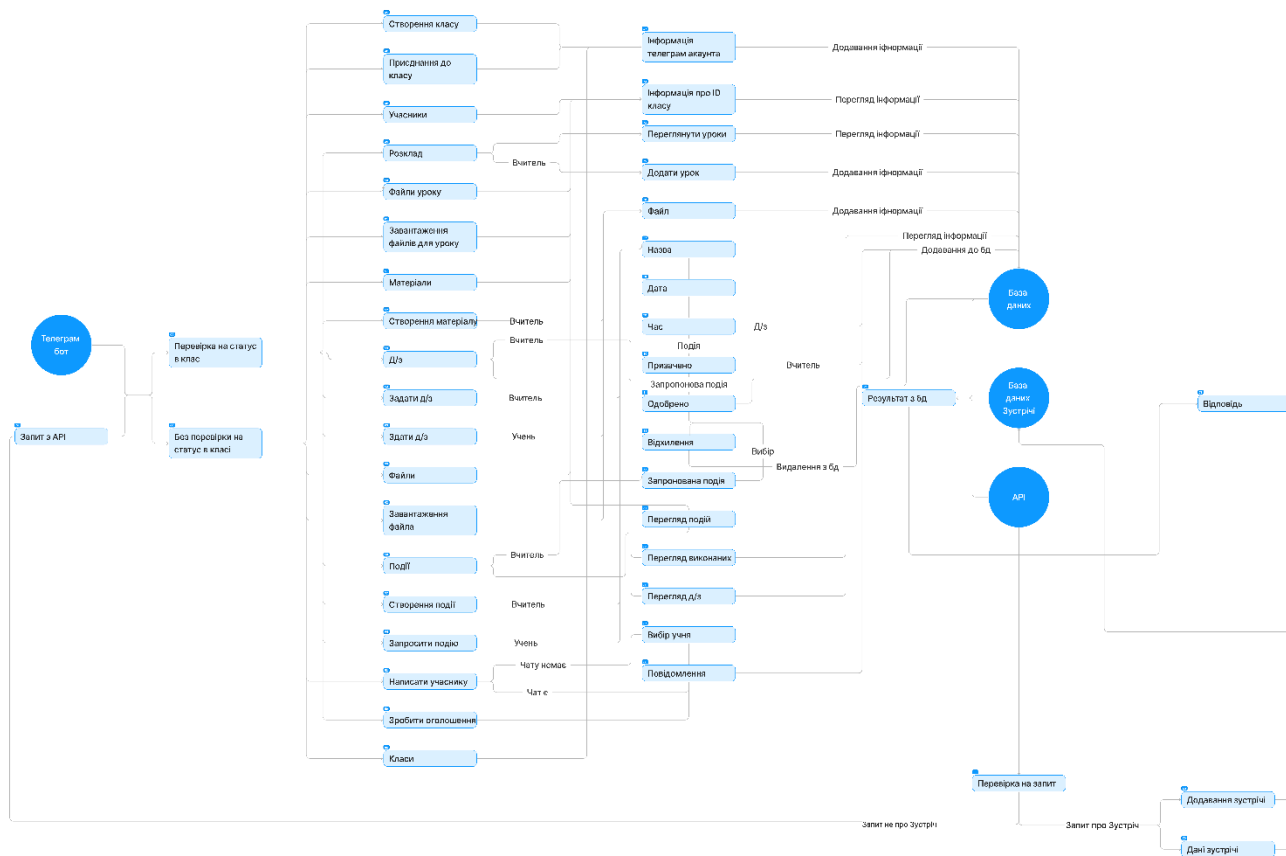 Телеграм
бот
Запит з API
Перевірка на статус
в клас
Без перевірки на
статус в класі
Створення класу
Приєднання до
класу
Учасники
Розклад
Файли уроку
Завантаження
файлів для уроку
Матеріали
Створення матеріалу
Д/з
Задати д/з
Здати д/з
Файли
Завантаження
файла
Події
Створення події
Запросити подію
Написати учаснику
Зробити оголошення
Класи
Вчитель
Вчитель
Вчитель
Вчитель
Учень
Вчитель
Вчитель
Учень
Чату немає
Чат є
Інформація
телеграм акаунта
Інформація про ID
класу
Переглянути уроки
Додати урок
Файл
Назва
Дата
Час
Подія
Призачено
Запропонова подія
Одобрено
Відхилення
Запронована подія
Перегляд подій
Перегляд виконаних
Перегляд д/з
Вибір учня
Повідомлення
Д/з
Вчитель
Вибір
Видалення з бд
Додавання іфнормації
Перегляд інформації
Перегляд інформації
Додавання іфнормації
Додавання іфнормації
Перегляд інформації
Додавання до бд
Результат з бд
База
даних
База
даних
Зустрічі
API
Відповідь
Перевірка на запит
Запит не про Зустріч
Запит про Зустріч
Додавання зустрічі
Дані зустрічі